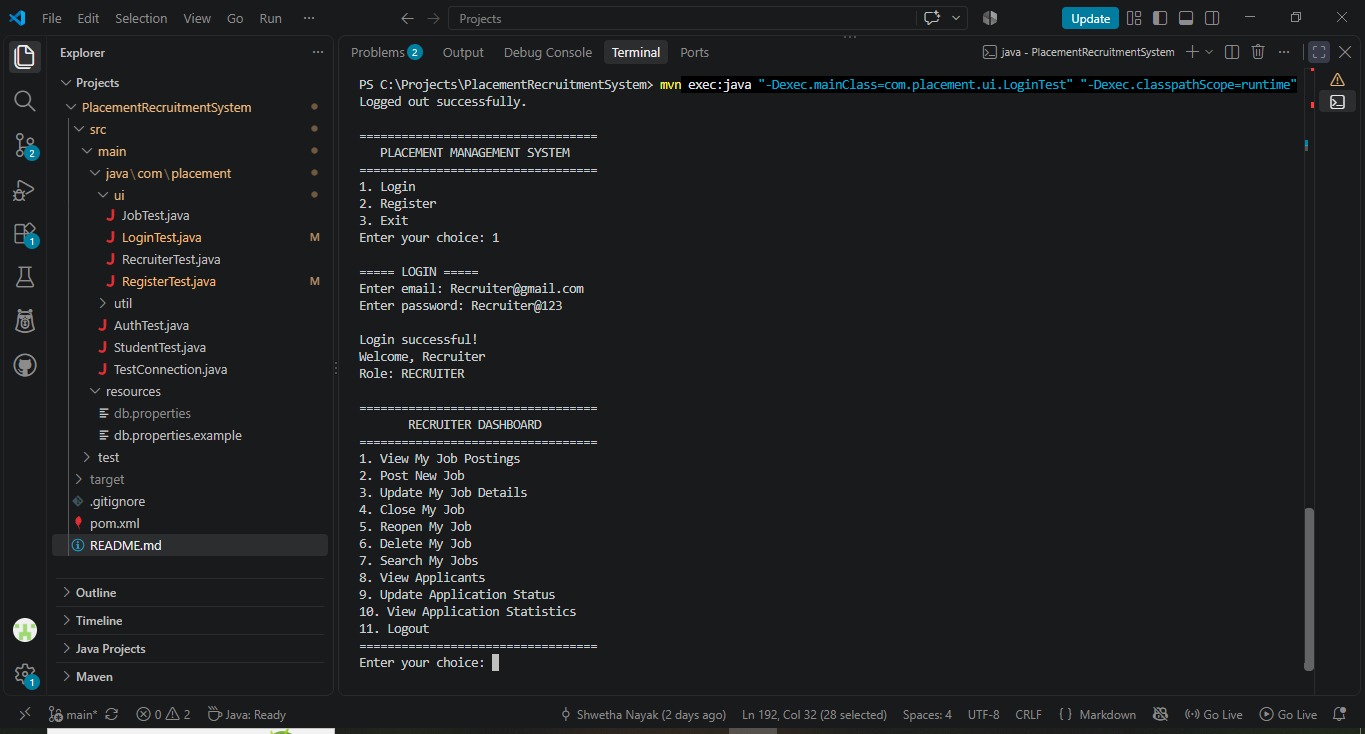 File Edit Selection View Go Run ··· Projects Update
Explorer ···
Projects
PlacementRecruitmentSystem
src
main
java\com\placement
ui
JobTest.java
LoginTest.java M
RecruiterTest.java
RegisterTest.java M
util
AuthTest.java
StudentTest.java
TestConnection.java
resources
db.properties
db.properties.example
test
target
.gitignore
pom.xml
README.md
Outline
Timeline
Java Projects
Maven
2
1
1
Problems 2 Output Debug Console Terminal Ports java - PlacementRecruitmentSystem
PS C:\Projects\PlacementRecruitmentSystem> mvn exec:java "-Dexec.mainClass=com.placement.ui.LoginTest" "-Dexec.classpathScope=runtime"
Logged out successfully.
==================================
PLACEMENT MANAGEMENT SYSTEM
==================================
1. Login
2. Register
3. Exit
Enter your choice: 1
===== LOGIN =====
Enter email: Recruiter@gmail.com
Enter password: Recruiter@123
Login successful!
Welcome, Recruiter
Role: RECRUITER
==================================
RECRUITER DASHBOARD
==================================
1. View My Job Postings
2. Post New Job
3. Update My Job Details
4. Close My Job
5. Reopen My Job
6. Delete My Job
7. Search My Jobs
8. View Applicants
9. Update Application Status
10. View Application Statistics
11. Logout
==================================
Enter your choice:
main* 0 2 Java: Ready Shwetha Nayak (2 days ago) Ln 192, Col 32 (28 selected) Spaces: 4 UTF-8 CRLF { } Markdown Go Live Go Live